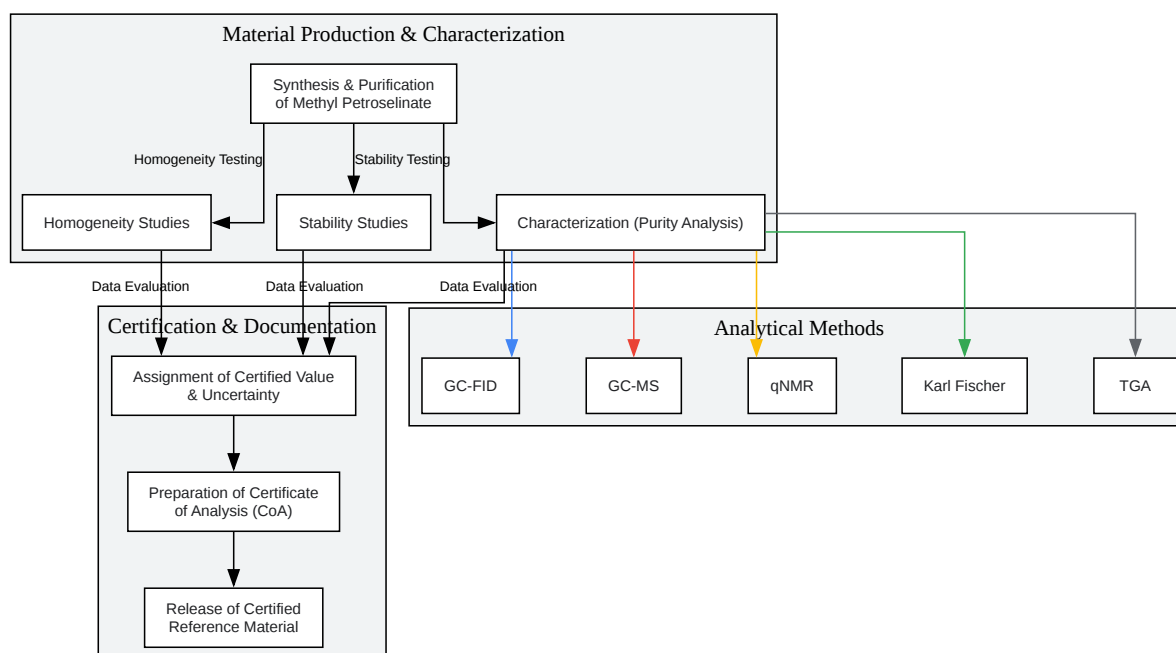 Material Production & Characterization
Synthesis & Purification
of Methyl Petroselinate
Homogeneity Testing
Stability Testing
Homogeneity Studies
Stability Studies
Characterization (Purity Analysis)
Data Evaluation
Data Evaluation
Data Evaluation
Certification & Documentation
Analytical Methods
Assignment of Certified Value
& Uncertainty
GC-FID
GC-MS
qNMR
Karl Fischer
TGA
Preparation of Certificate
of Analysis (CoA)
Release of Certified
Reference Material